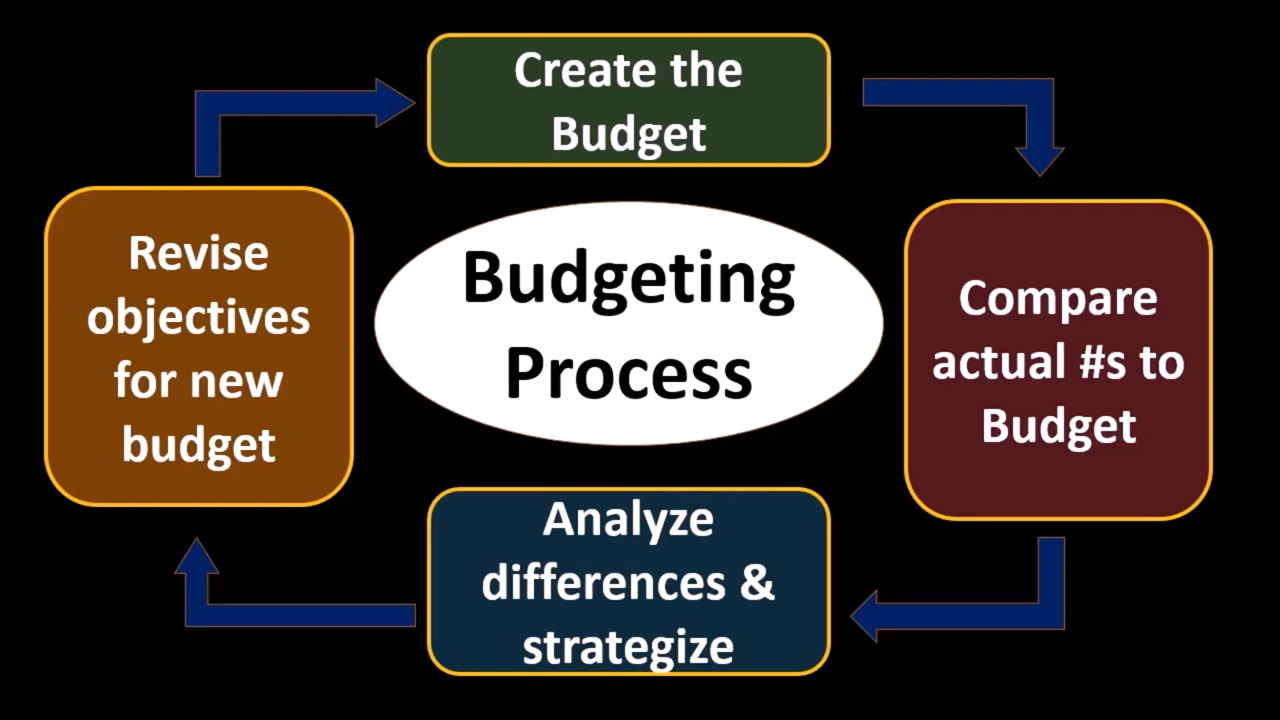 Create the
Budget
Revise
objectives
for new
budget
Budgeting
Process
Compare
actual #s to
Budget
Analyze
differences &
strategize